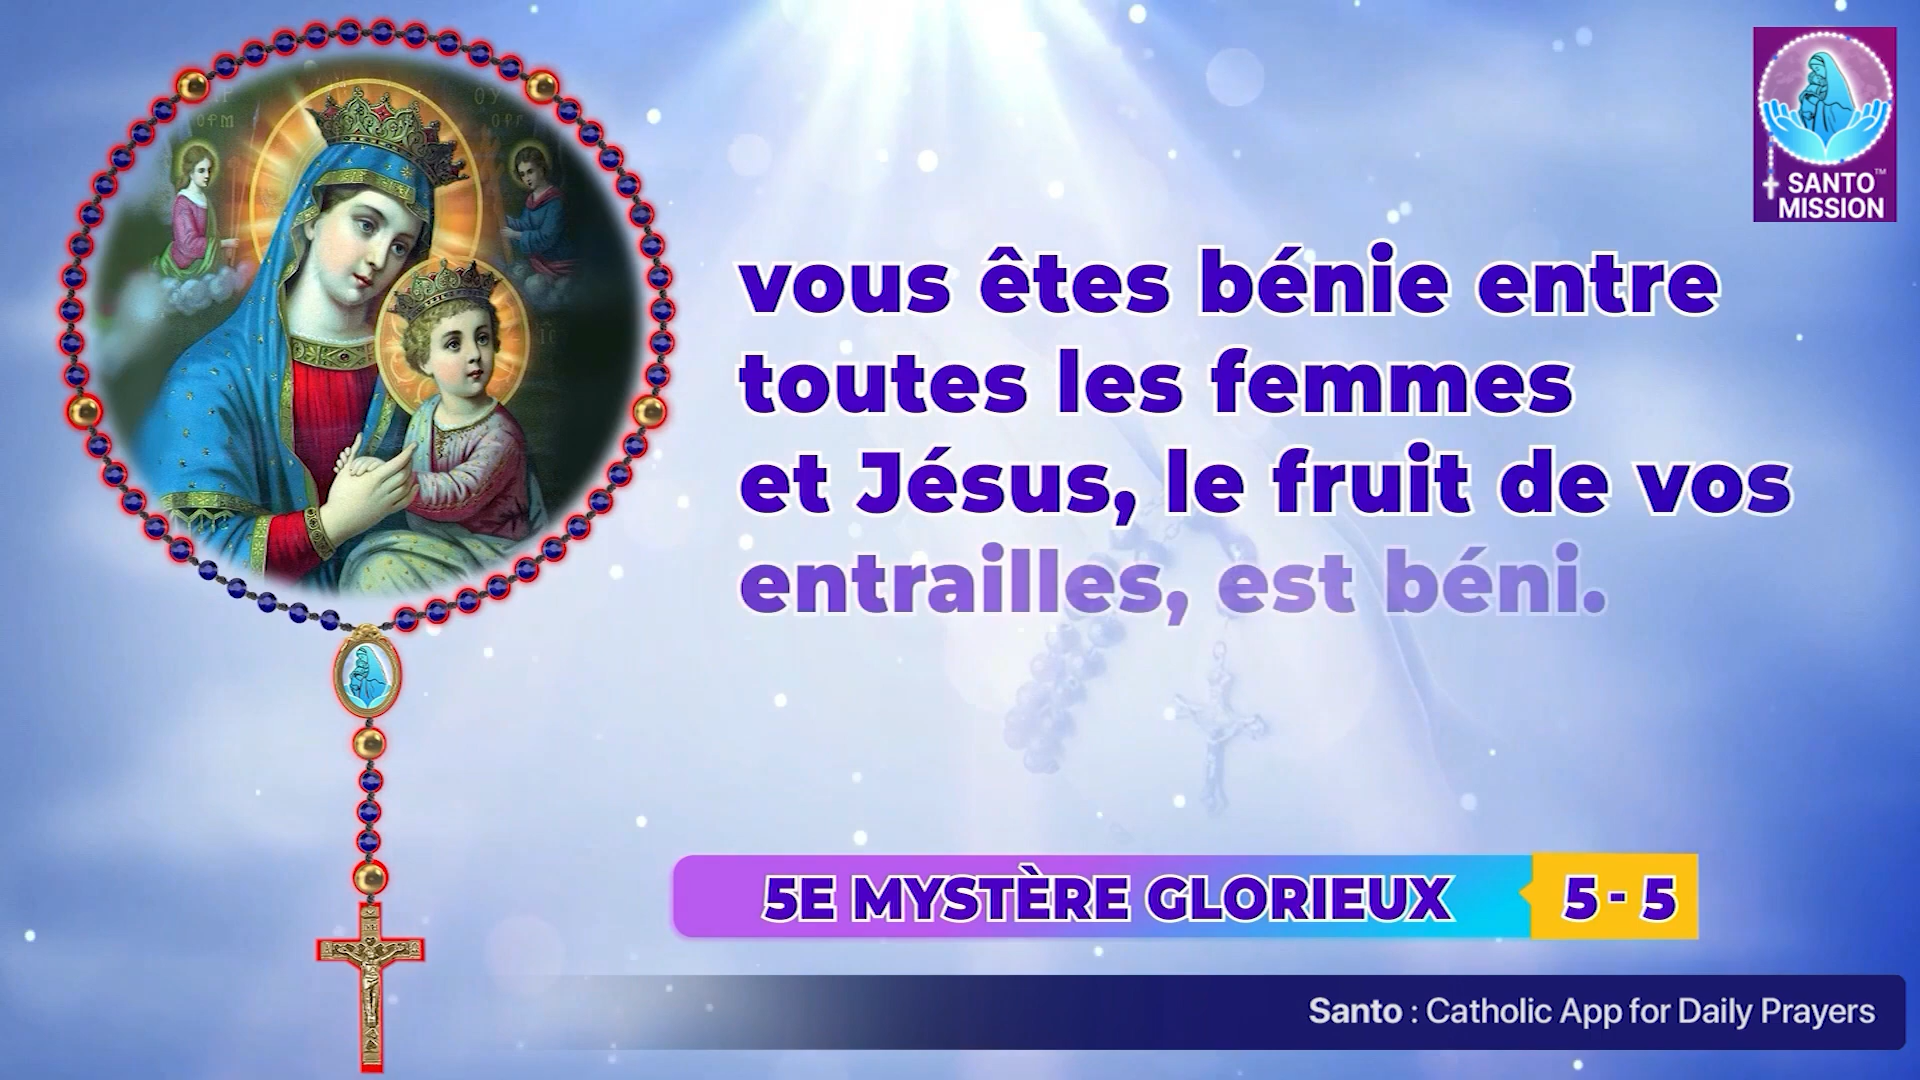 SANTO™
MISSION
vous êtes bénie entre
toutes les femmes
et Jésus, le fruit de vos
entrailles, est béni.
5E MYSTÈRE GLORIEUX
5 - 5
Santo : Catholic App for Daily Prayers